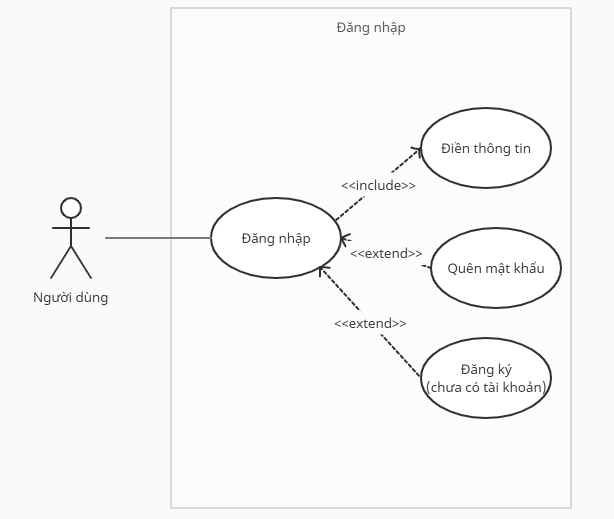 Đăng nhập
Điền thông tin
<<include>>
Đăng nhập
<<extend>>
Quên mật khẩu
Người dùng
<<extend>>
Đăng ký
(chưa có tài khoản)